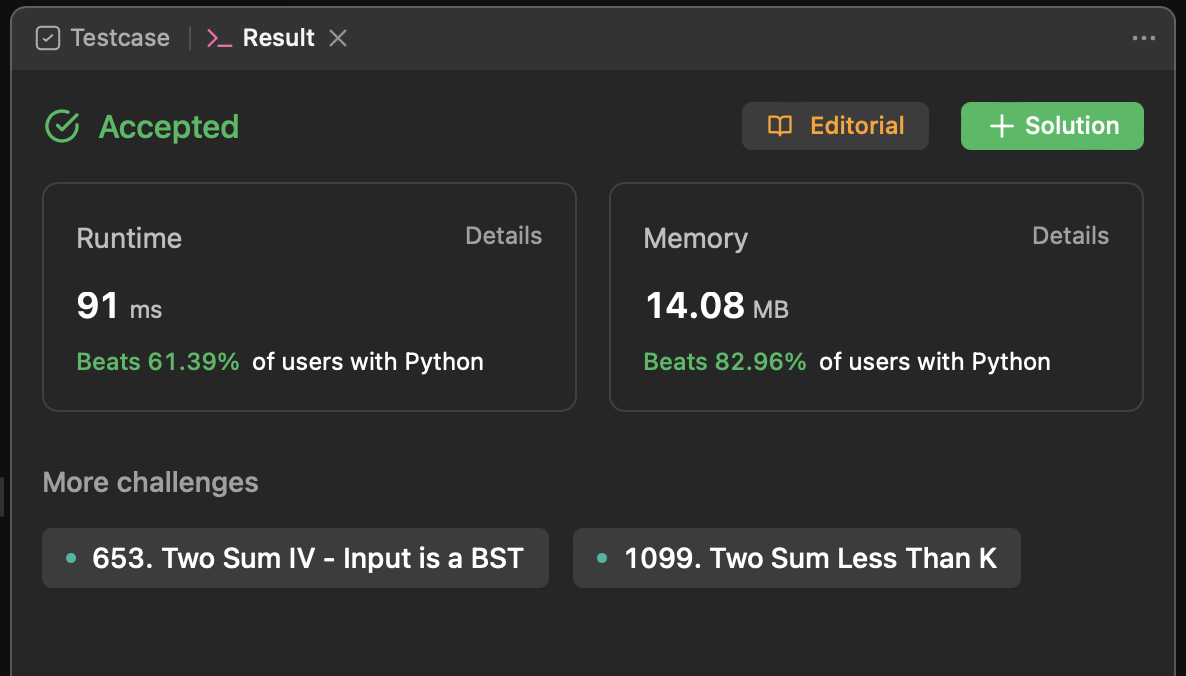 Testcase Result
Accepted
Editorial
Solution
Runtime Details
91 ms
Beats 61.39% of users with Python
Memory Details
14.08 MB
Beats 82.96% of users with Python
More challenges
653. Two Sum IV - Input is a BST
1099. Two Sum Less Than K